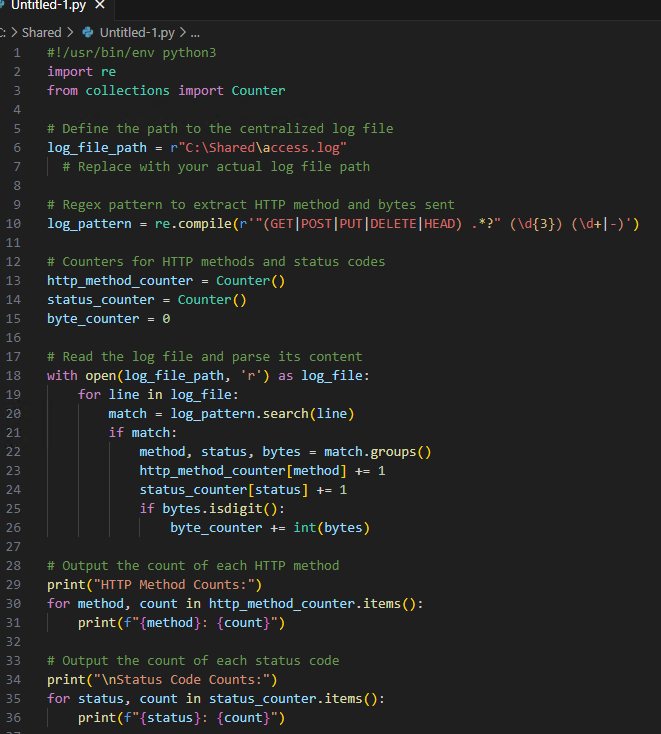 Untitled-1.py ✕
C: > Shared > Untitled-1.py > ...
1 #!/usr/bin/env python3
2 import re
3 from collections import Counter
4
5 # Define the path to the centralized log file
6 log_file_path = r"C:\Shared\access.log"
7   # Replace with your actual log file path
8
9 # Regex pattern to extract HTTP method and bytes sent
10 log_pattern = re.compile(r'"(GET|POST|PUT|DELETE|HEAD) .*?" (\d{3}) (\d+|-)')
11
12 # Counters for HTTP methods and status codes
13 http_method_counter = Counter()
14 status_counter = Counter()
15 byte_counter = 0
16
17 # Read the log file and parse its content
18 with open(log_file_path, 'r') as log_file:
19     for line in log_file:
20         match = log_pattern.search(line)
21         if match:
22             method, status, bytes = match.groups()
23             http_method_counter[method] += 1
24             status_counter[status] += 1
25             if bytes.isdigit():
26                 byte_counter += int(bytes)
27
28 # Output the count of each HTTP method
29 print("HTTP Method Counts:")
30 for method, count in http_method_counter.items():
31     print(f"{method}: {count}")
32
33 # Output the count of each status code
34 print("\nStatus Code Counts:")
35 for status, count in status_counter.items():
36     print(f"{status}: {count}")